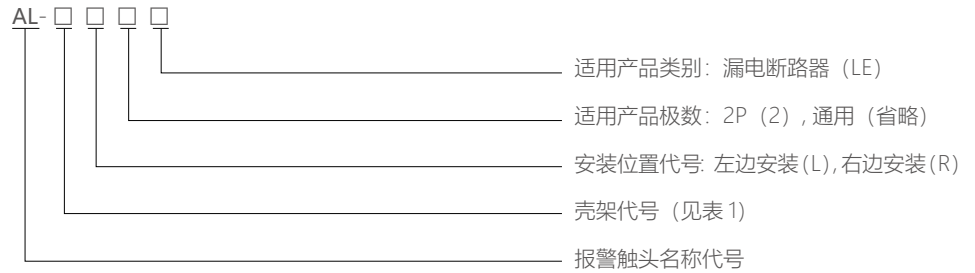 AL-□ □ □ □
适用产品类别：漏电断路器（LE）
适用产品极数：2P（2）, 通用（省略）
安装位置代号: 左边安装(L), 右边安装(R)
壳架代号（见表 1）
报警触头名称代号